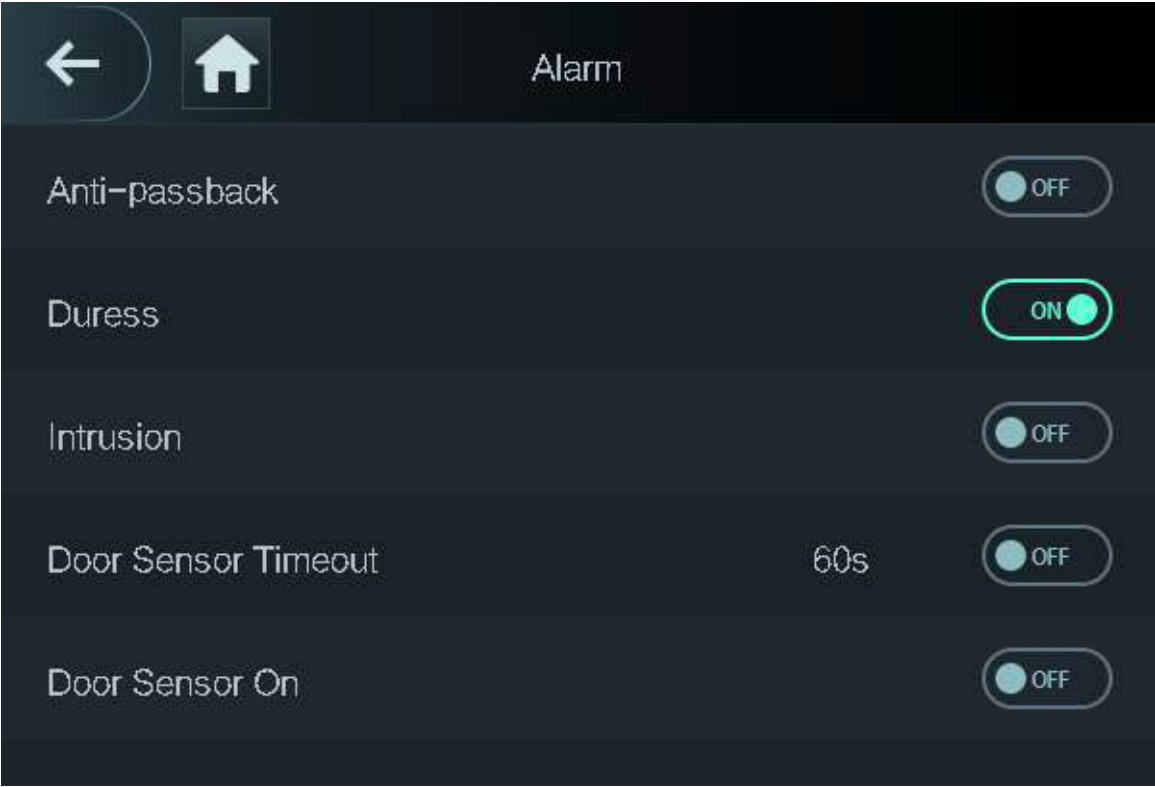 Alarm
Anti-passback OFF
Duress ON
Intrusion OFF
Door Sensor Timeout 60s OFF
Door Sensor On OFF